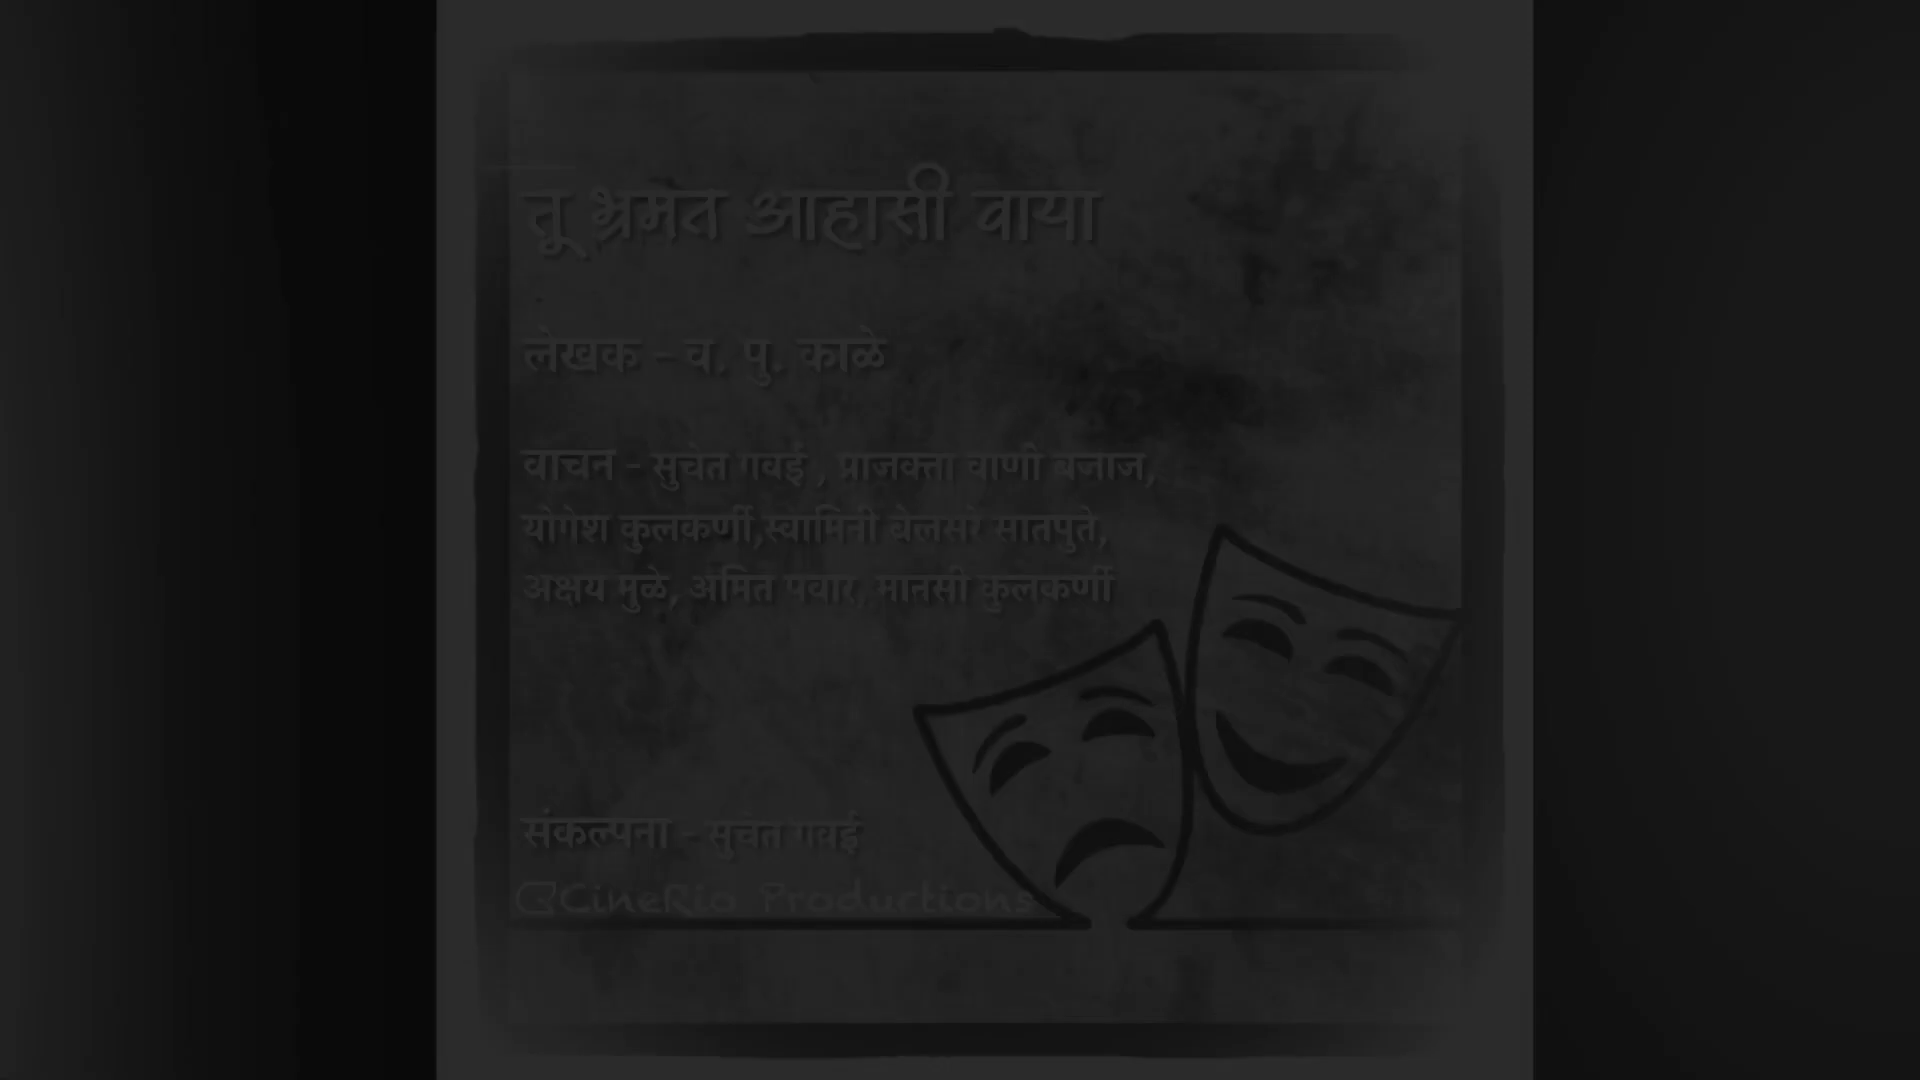 तू भ्रमत आहासी वाया
लेखक - व. पु. काळे
वाचन - सुचेत गवई , प्राजक्ता वाणी बजाज,
योगेश कुलकर्णी,स्वामिनी बेलसरे सातपुते,
अक्षय मुळे, अमित पवार, मानसी कुलकर्णी
संकल्पना - सुचेत गवई
@CineRio Productions